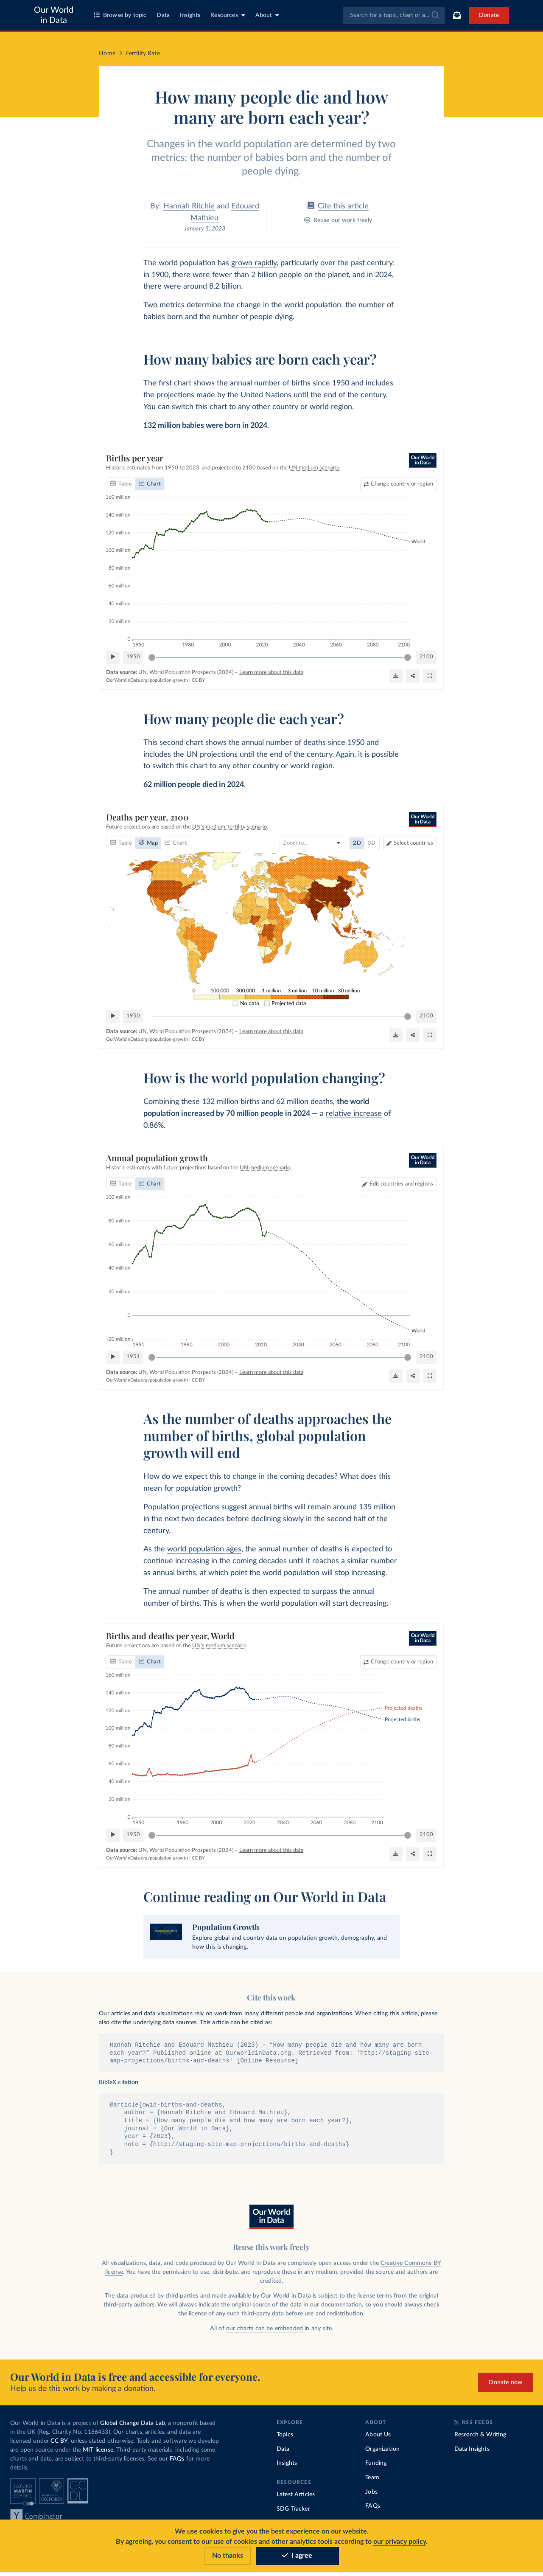 Our World
in Data
Browse by topic
Data
Insights
Resources
About
Search for a topic, chart or a...
Donate
Home > Fertility Rate
How many people die and how
many are born each year?
Changes in the world population are determined by two
metrics: the number of babies born and the number of
people dying.
By: Hannah Ritchie and Edouard
Mathieu
January 5, 2023
Cite this article
Reuse our work freely
The world population has grown rapidly, particularly over the past century:
in 1900, there were fewer than 2 billion people on the planet, and in 2024,
there were around 8.2 billion.
Two metrics determine the change in the world population: the number of
babies born and the number of people dying.
How many babies are born each year?
The first chart shows the annual number of births since 1950 and includes
the projections made by the United Nations until the end of the century.
You can switch this chart to any other country or world region.
132 million babies were born in 2024.
Births per year
Historic estimates from 1950 to 2023, and projected to 2100 based on the UN medium scenario.
Our World
in Data
Table
Chart
Change country or region
160 million
140 million
120 million
100 million
80 million
60 million
40 million
20 million
0
World
1950
1980
2000
2020
2040
2060
2080
2100
1950
2100
Data source: UN, World Population Prospects (2024) – Learn more about this data
OurWorldinData.org/population-growth | CC BY
How many people die each year?
This second chart shows the annual number of deaths since 1950 and
includes the UN projections until the end of the century. Again, it is possible
to switch this chart to any other country or world region.
62 million people died in 2024.
Deaths per year, 2100
Future projections are based on the UN's medium-fertility scenario.
Our World
in Data
Table
Map
Chart
Zoom to...
2D
3D
Select countries
0
100,000
300,000
1 million
3 million
10 million
30 million
No data
Projected data
1950
2100
Data source: UN, World Population Prospects (2024) – Learn more about this data
OurWorldinData.org/population-growth | CC BY
How is the world population changing?
Combining these 132 million births and 62 million deaths, the world
population increased by 70 million people in 2024 — a relative increase of
0.86%.
Annual population growth
Historic estimates with future projections based on the UN medium scenario.
Our World
in Data
Table
Chart
Edit countries and regions
100 million
80 million
60 million
40 million
20 million
0
-20 million
World
1951
1980
2000
2020
2040
2060
2080
2100
1951
2100
Data source: UN, World Population Prospects (2024) – Learn more about this data
OurWorldinData.org/population-growth | CC BY
As the number of deaths approaches the
number of births, global population
growth will end
How do we expect this to change in the coming decades? What does this
mean for population growth?
Population projections suggest annual births will remain around 135 million
in the next two decades before declining slowly in the second half of the
century.
As the world population ages, the annual number of deaths is expected to
continue increasing in the coming decades until it reaches a similar number
as annual births, at which point the world population will stop increasing.
The annual number of deaths is then expected to surpass the annual
number of births. This is when the world population will start decreasing.
Births and deaths per year, World
Future projections are based on the UN's medium scenario.
Our World
in Data
Table
Chart
Change country or region
160 million
140 million
120 million
100 million
80 million
60 million
40 million
20 million
0
Projected deaths
Projected births
1950
1980
2000
2020
2040
2060
2080
2100
1950
2100
Data source: UN, World Population Prospects (2024) – Learn more about this data
OurWorldinData.org/population-growth | CC BY
Continue reading on Our World in Data
Population Growth
Explore global and country data on population growth, demography, and
how this is changing.
Cite this work
Our articles and data visualizations rely on work from many different people and organizations. When citing this article, please
also cite the underlying data sources. This article can be cited as:
Hannah Ritchie and Edouard Mathieu (2023) - “How many people die and how many are born
each year?” Published online at OurWorldinData.org. Retrieved from: 'http://staging-site-
map-projections/births-and-deaths' [Online Resource]
BibTeX citation
@article{owid-births-and-deaths,
author = {Hannah Ritchie and Edouard Mathieu},
title = {How many people die and how many are born each year?},
journal = {Our World in Data},
year = {2023},
note = {http://staging-site-map-projections/births-and-deaths}
}
Our World
in Data
Reuse this work freely
All visualizations, data, and code produced by Our World in Data are completely open access under the Creative Commons BY
license. You have the permission to use, distribute, and reproduce these in any medium, provided the source and authors are
credited.
The data produced by third parties and made available by Our World in Data is subject to the license terms from the original
third-party authors. We will always indicate the original source of the data in our documentation, so you should always check
the license of any such third-party data before use and redistribution.
All of our charts can be embedded in any site.
Our World in Data is free and accessible for everyone.
Help us do this work by making a donation.
Donate now
Our World in Data is a project of Global Change Data Lab, a nonprofit based
in the UK (Reg. Charity No. 1186433). Our charts, articles, and data are
licensed under CC BY, unless stated otherwise. Tools and software we develop
are open source under the MIT license. Third-party materials, including some
charts and data, are subject to third-party licenses. See our FAQs for more
details.
OXFORD
MARTIN
SCHOOL
OXFORD
GC
DL
Y Combinator
EXPLORE
Topics
Data
Insights
RESOURCES
Latest Articles
SDG Tracker
ABOUT
About Us
Organization
Funding
Team
Jobs
FAQs
RSS FEEDS
Research & Writing
Data Insights
We use cookies to give you the best experience on our website.
By agreeing, you consent to our use of cookies and other analytics tools according to our privacy policy.
No thanks
I agree